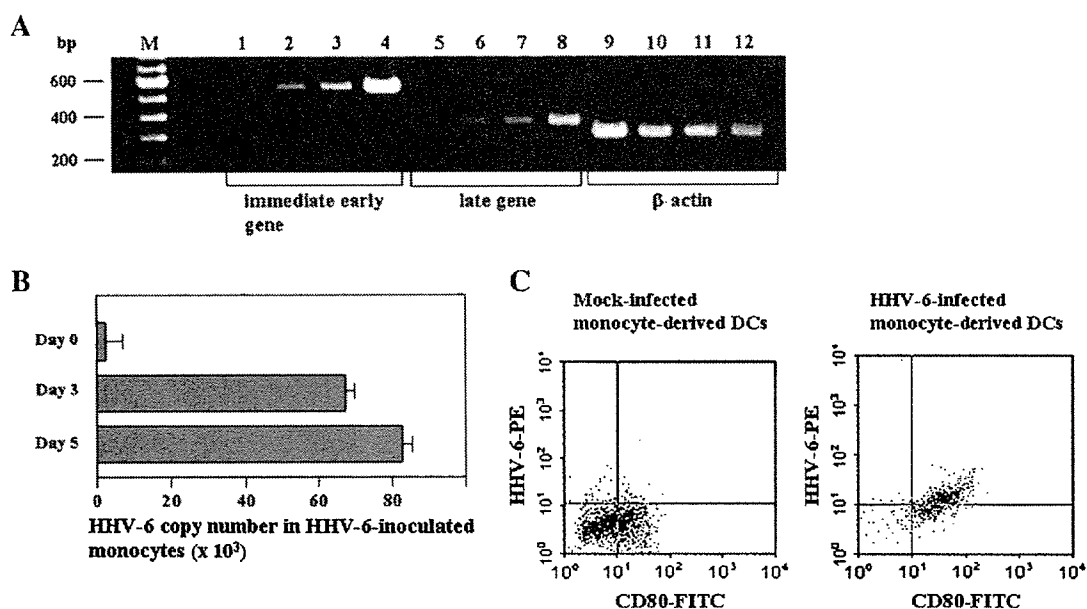 A
bp M 1 2 3 4 5 6 7 8 9 10 11 12
600
400
200
immediate early
gene
late gene
β-actin
B
Day 0
Day 3
Day 5
0 20 40 60 80
HHV-6 copy number in HHV-6-inoculated
monocytes (x 10³)
C
Mock-infected
monocyte-derived DCs
HHV-6-PE
10⁴
10³
10²
10¹
10⁰
10⁰ 10¹ 10² 10³ 10⁴
CD80-FITC
HHV-6-infected
monocyte-derived DCs
HHV-6-PE
10⁴
10³
10²
10¹
10⁰
10⁰ 10¹ 10² 10³ 10⁴
CD80-FITC